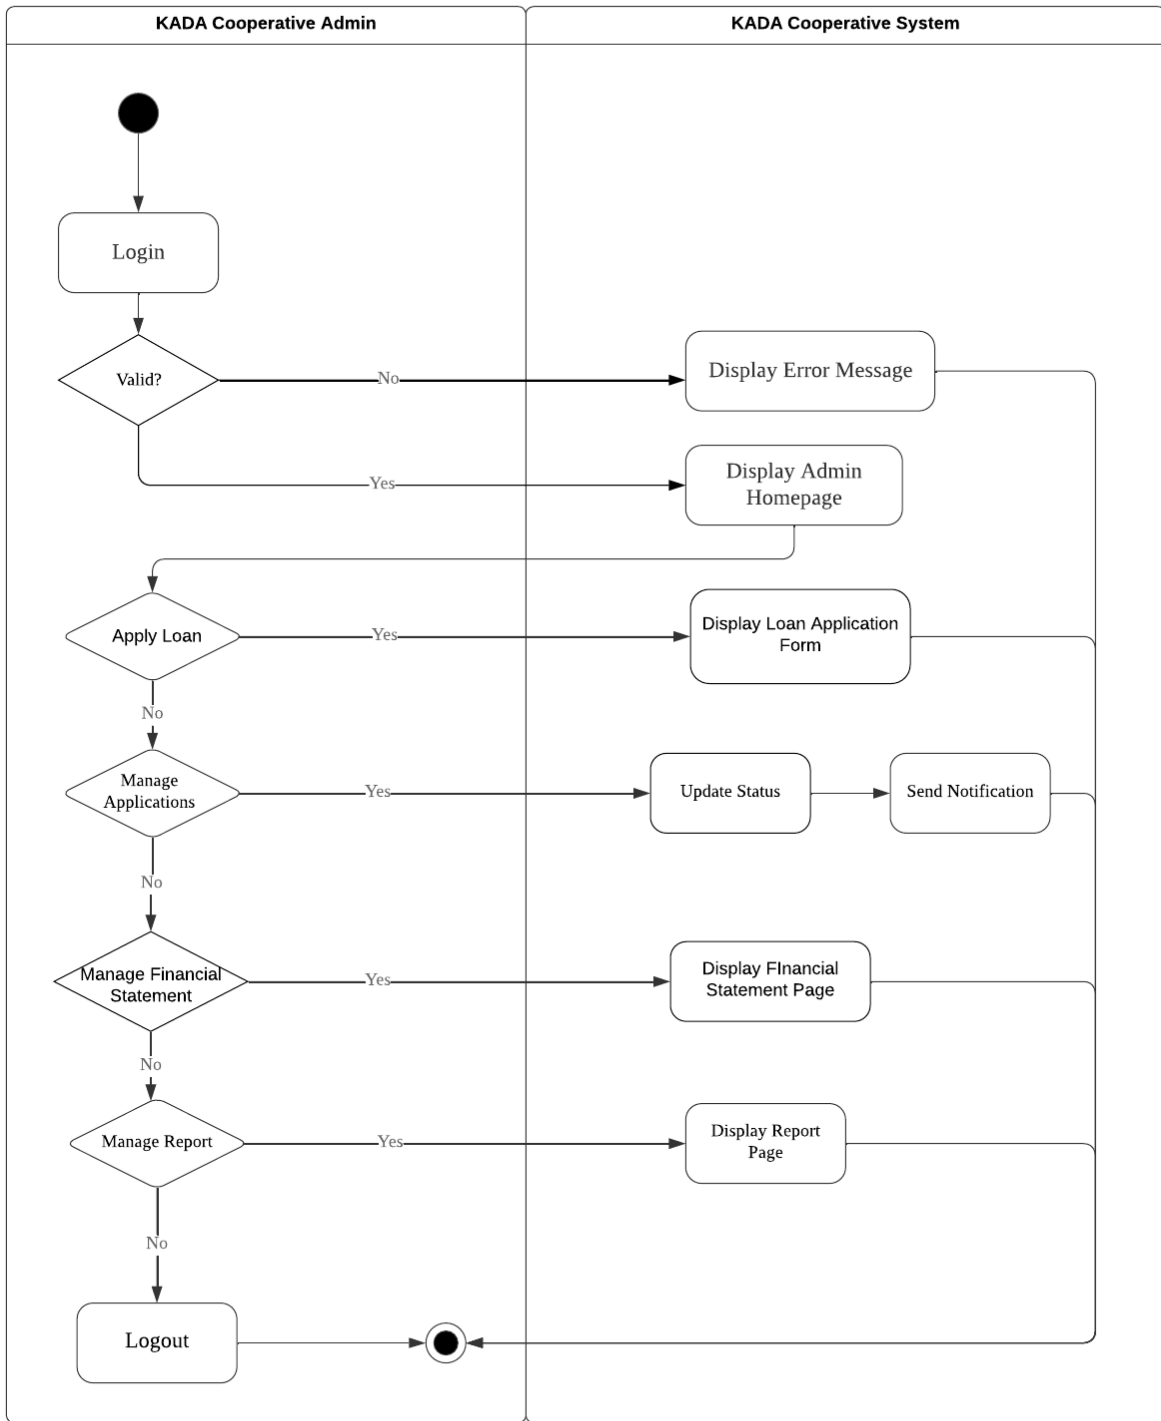 KADA Cooperative Admin
KADA Cooperative System
Login
Valid?
No
Display Error Message
Yes
Display Admin
Homepage
Apply Loan
Yes
Display Loan Application
Form
No
Manage
Applications
Yes
Update Status
Send Notification
No
Manage Financial
Statement
Yes
Display FInancial
Statement Page
No
Manage Report
Yes
Display Report
Page
No
Logout